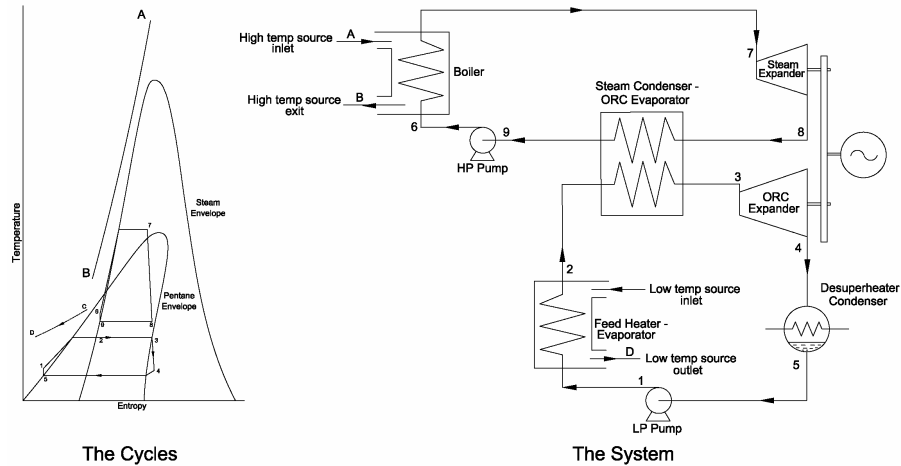 A
Temperature
Steam
Envelope
7
B
Pentane
Envelope
C
D
6
9
8
2
3
1
5
4
Entropy
The Cycles
High temp source
inlet
A
Boiler
B
High temp source
exit
6
9
HP Pump
Steam Condenser -
ORC Evaporator
7
Steam
Expander
8
3
ORC
Expander
4
2
Low temp source
inlet
Feed Heater -
Evaporator
D
Low temp source
outlet
Desuperheater
Condenser
5
1
LP Pump
The System